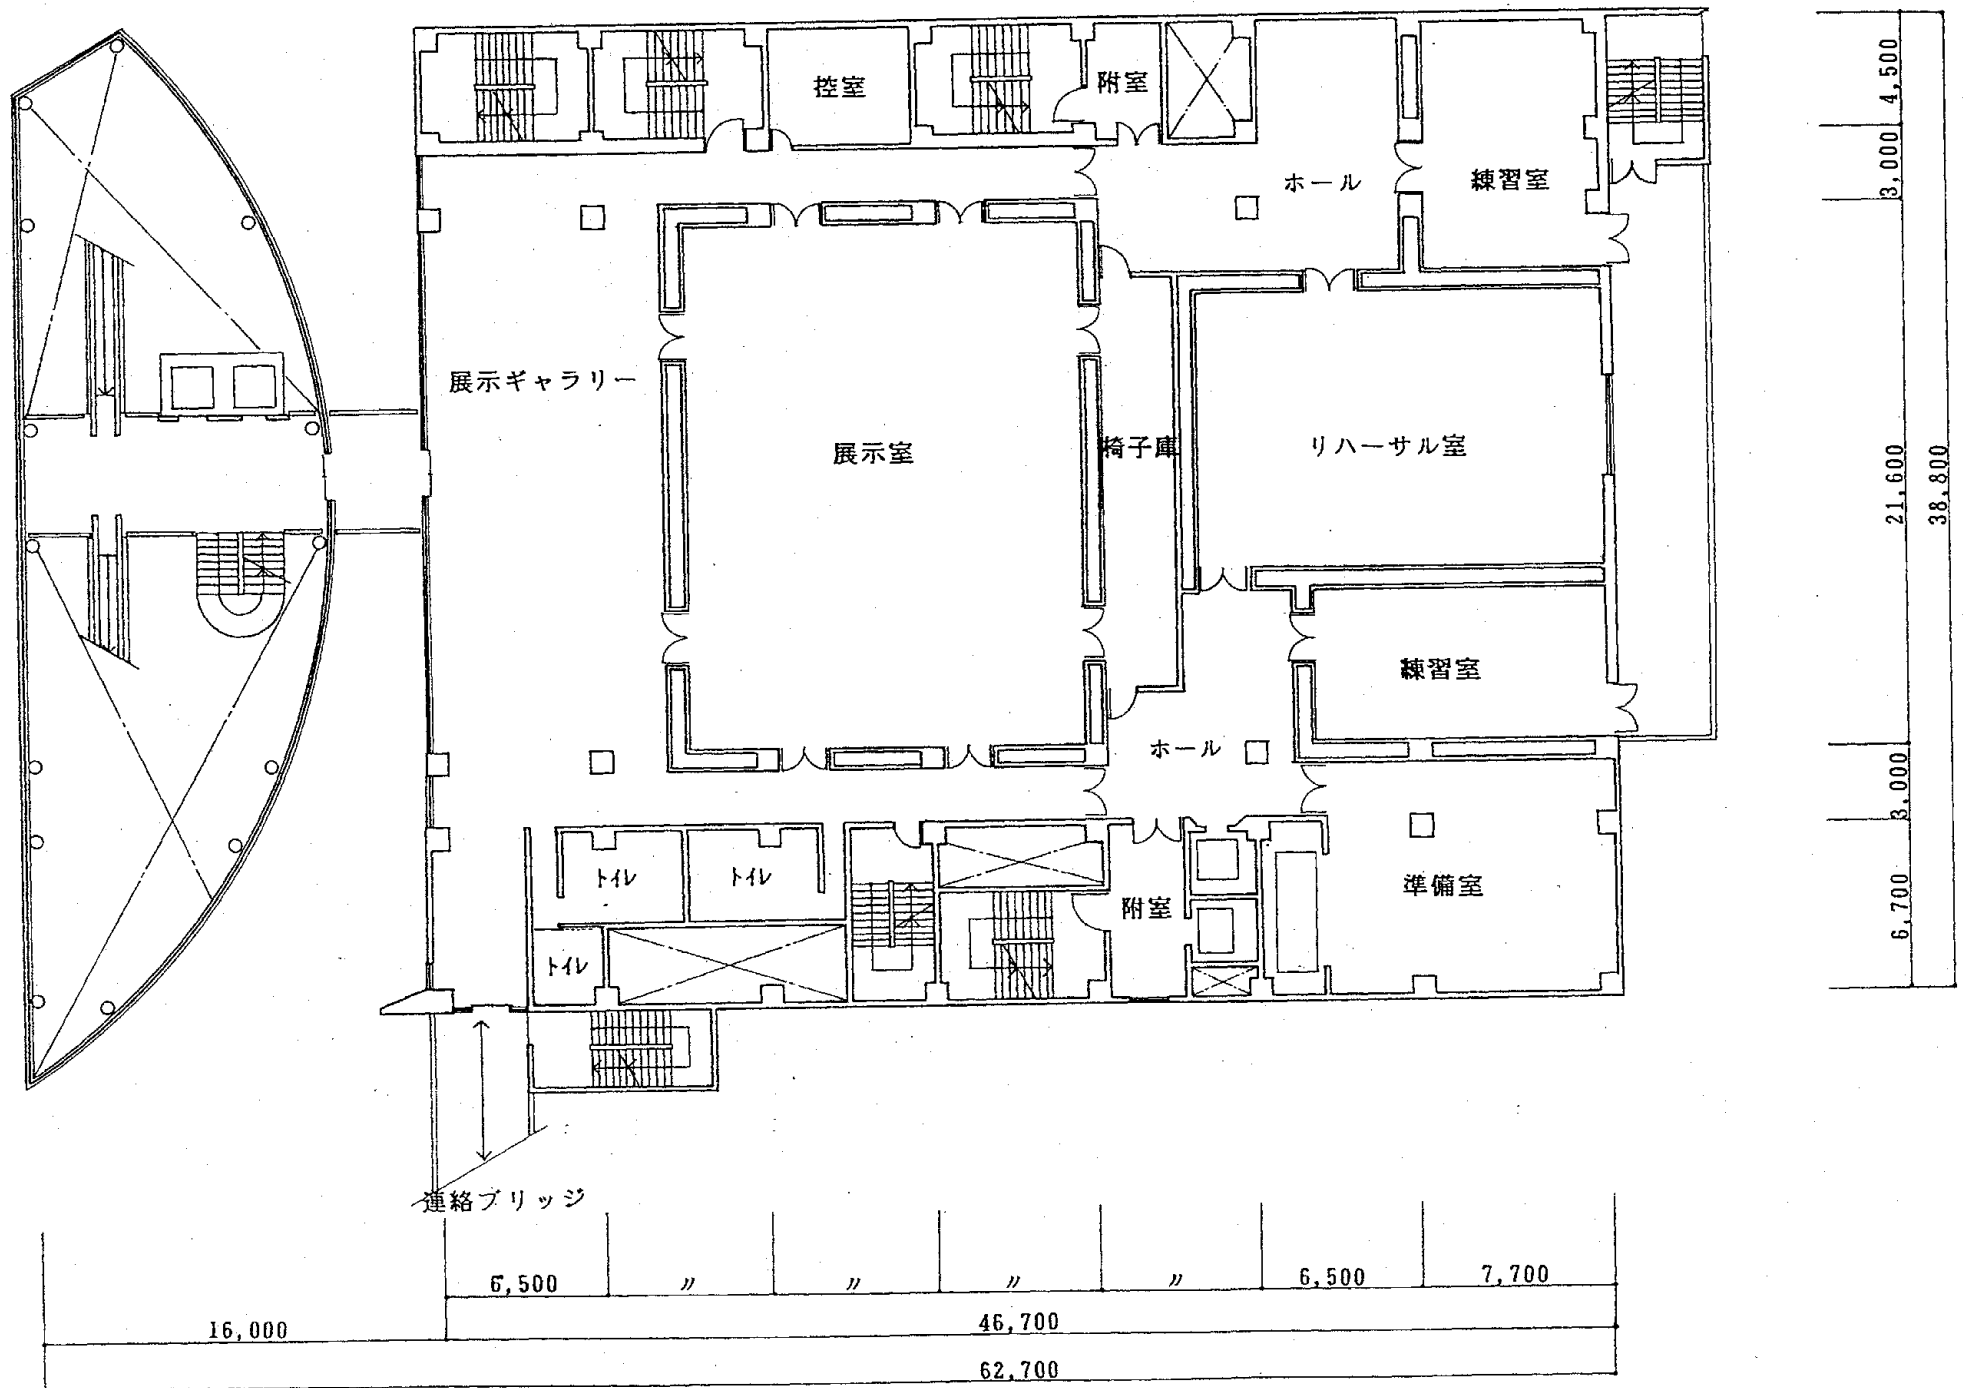 控室
附室
ホール
練習室
展示ギャラリー
展示室
椅子庫
リハーサル室
練習室
ホール
トイレ
トイレ
準備室
附室
トイレ
連絡ブリッジ
4,500
3,000
21,600
38,800
3,000
6,700
6,500 〃 〃 〃 〃 6,500 7,700
16,000 46,700
62,700